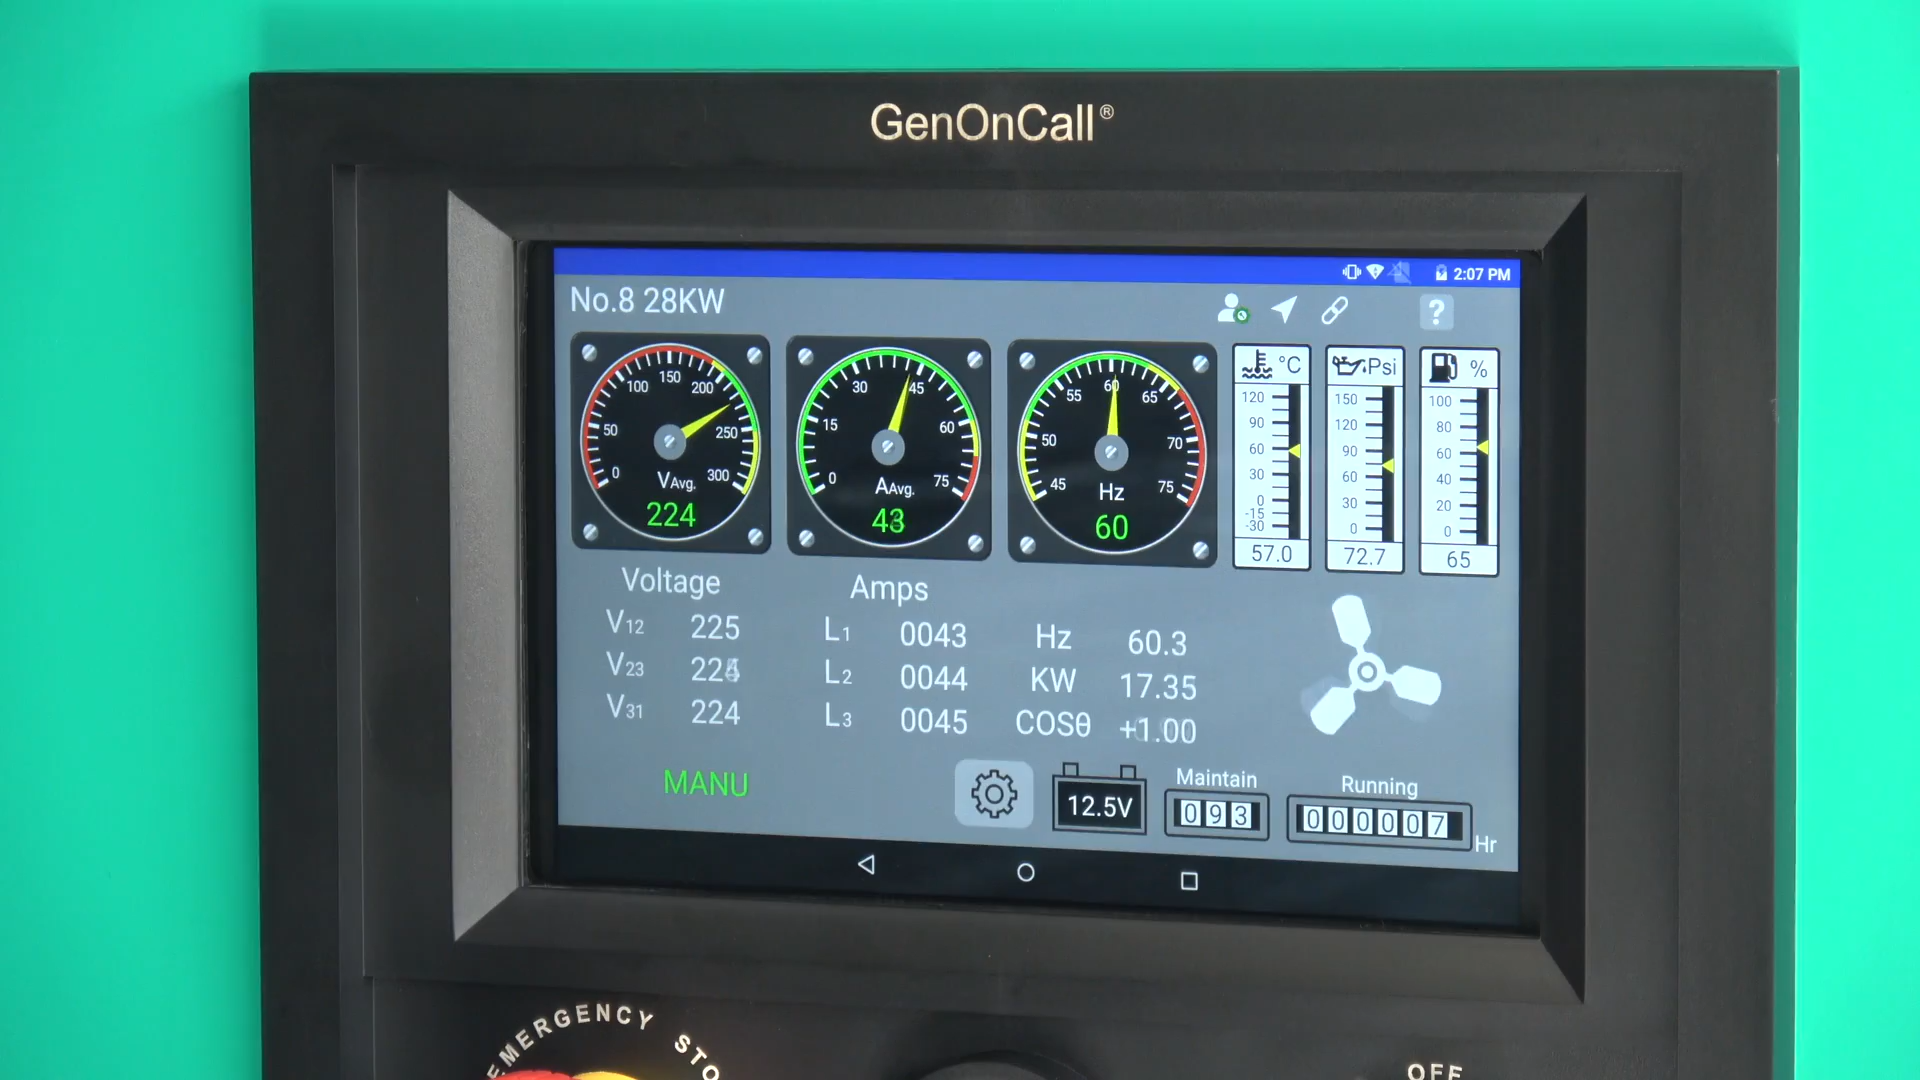 GenOnCall®
2:07 PM
No.8 28KW
?
0 50 100 150 200 250 300
VAvg.
224
0 15 30 45 60 75
AAvg.
43
45 50 55 60 65 70 75
Hz
60
°C
120
90
60
30
0
-15
-30
57.0
Psi
150
120
90
60
30
0
72.7
%
100
80
60
40
20
0
65
Voltage
V12 225
V23
V31 224
Amps
L1 0043
L2 0044
L3 0045
Hz 60.3
KW 17.35
COSθ +1.00
MANU
12.5V
Maintain
093
Running
000007
Hr
EMERGENCY STO
OFF